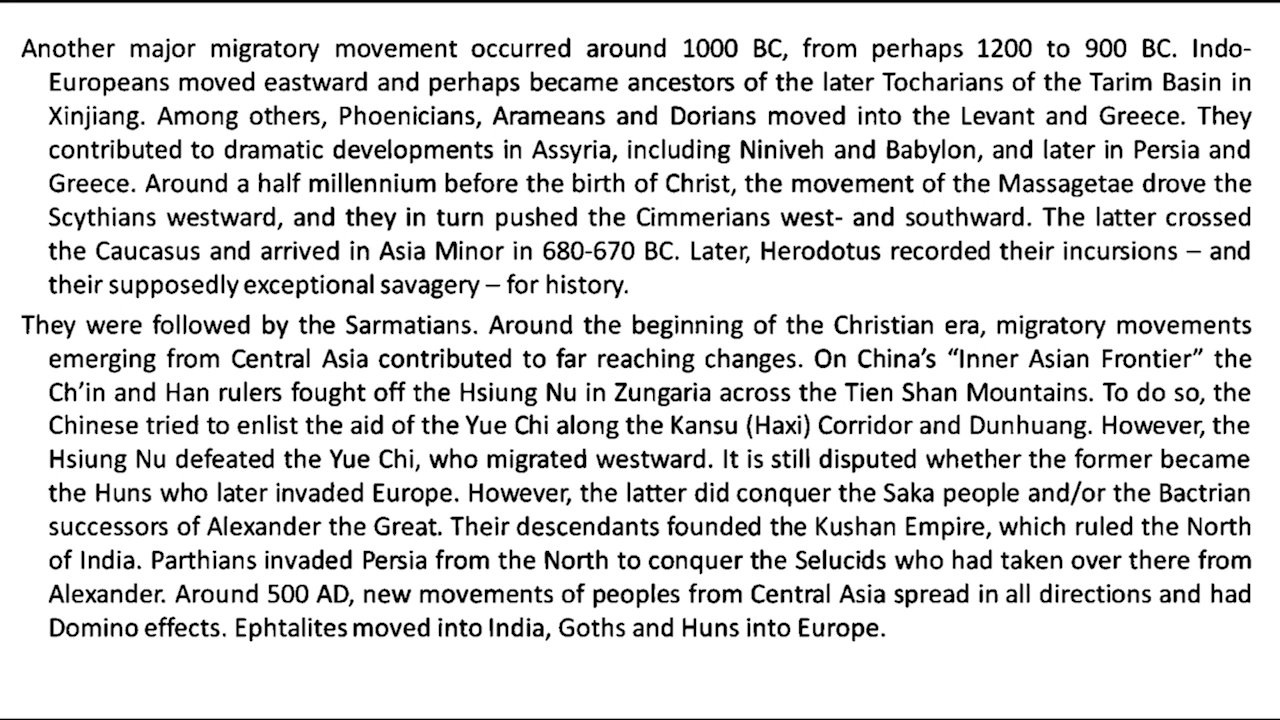 Another major migratory movement occurred around 1000 BC, from perhaps 1200 to 900 BC. Indo-
Europeans moved eastward and perhaps became ancestors of the later Tocharians of the Tarim Basin in
Xinjiang. Among others, Phoenicians, Arameans and Dorians moved into the Levant and Greece. They
contributed to dramatic developments in Assyria, including Niniveh and Babylon, and later in Persia and
Greece. Around a half millennium before the birth of Christ, the movement of the Massagetae drove the
Scythians westward, and they in turn pushed the Cimmerians west- and southward. The latter crossed
the Caucasus and arrived in Asia Minor in 680-670 BC. Later, Herodotus recorded their incursions – and
their supposedly exceptional savagery – for history.
They were followed by the Sarmatians. Around the beginning of the Christian era, migratory movements
emerging from Central Asia contributed to far reaching changes. On China’s “Inner Asian Frontier” the
Ch’in and Han rulers fought off the Hsiung Nu in Zungaria across the Tien Shan Mountains. To do so, the
Chinese tried to enlist the aid of the Yue Chi along the Kansu (Haxi) Corridor and Dunhuang. However, the
Hsiung Nu defeated the Yue Chi, who migrated westward. It is still disputed whether the former became
the Huns who later invaded Europe. However, the latter did conquer the Saka people and/or the Bactrian
successors of Alexander the Great. Their descendants founded the Kushan Empire, which ruled the North
of India. Parthians invaded Persia from the North to conquer the Selucids who had taken over there from
Alexander. Around 500 AD, new movements of peoples from Central Asia spread in all directions and had
Domino effects. Ephtalites moved into India, Goths and Huns into Europe.